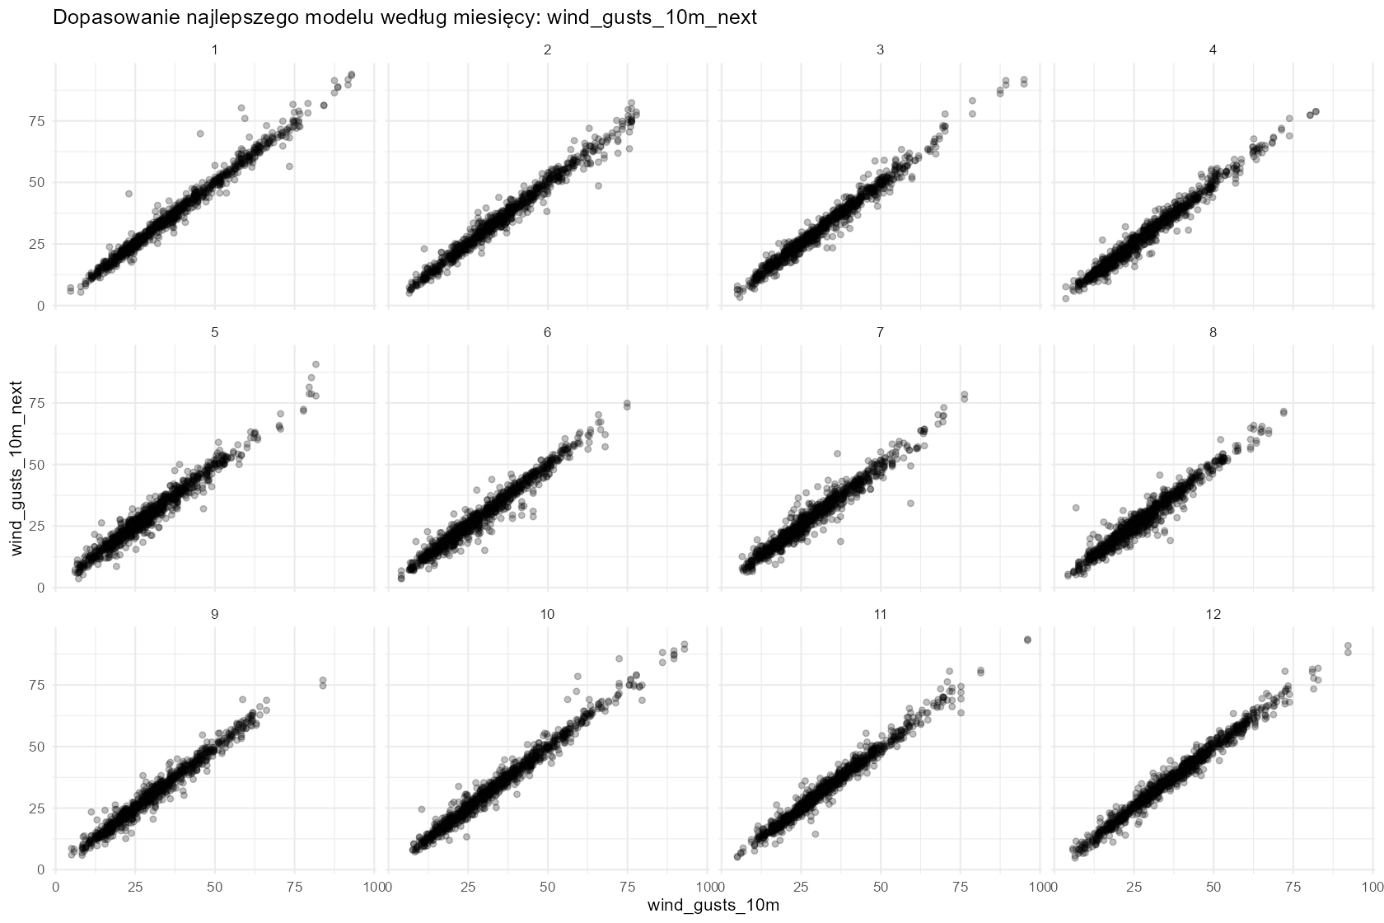 Dopasowanie najlepszego modelu według miesięcy: wind_gusts_10m_next
1 2 3 4
75
50
25
0
5 6 7 8
75
50
25
0
9 10 11 12
75
50
25
0
0 25 50 75 100 0 25 50 75 100 0 25 50 75 100 0 25 50 75 100
wind_gusts_10m
wind_gusts_10m_next